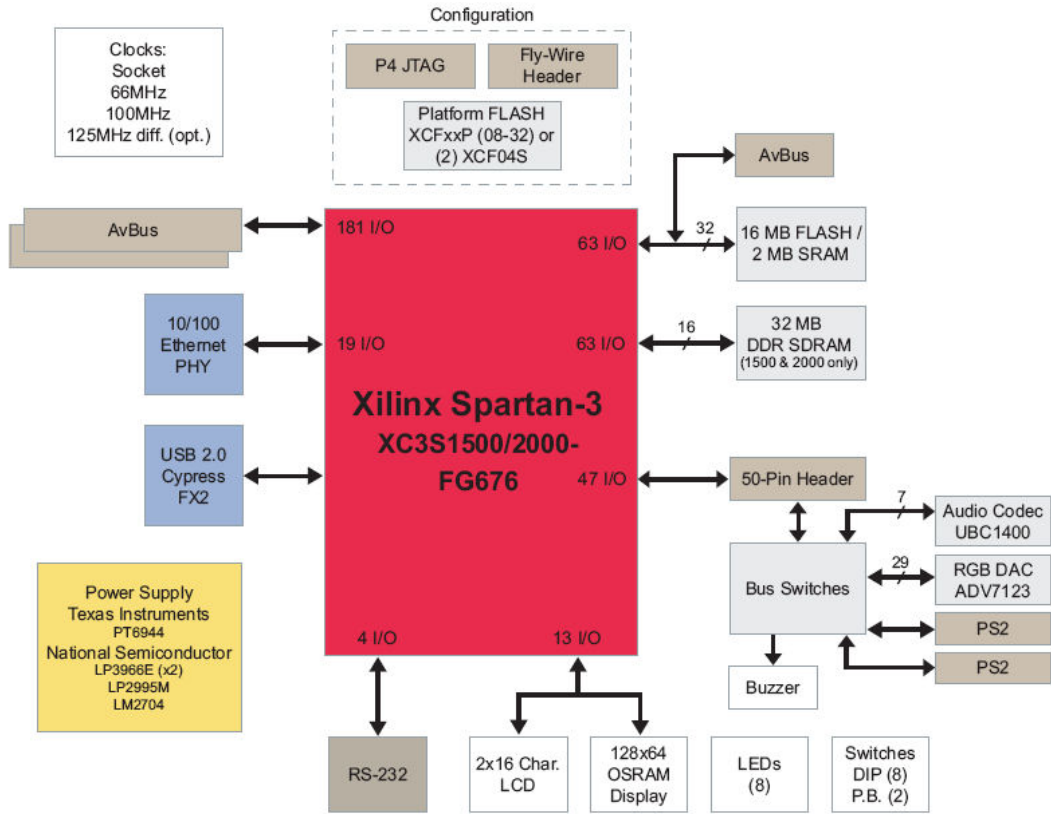 Configuration
Clocks:
Socket
66MHz
100MHz
125MHz diff. (opt.)
P4 JTAG
Fly-Wire
Header
Platform FLASH
XCFxxP (08-32) or
(2) XCF04S
AvBus
AvBus
181 I/O
63 I/O
32
16 MB FLASH /
2 MB SRAM
10/100
Ethernet
PHY
19 I/O
63 I/O
16
32 MB
DDR SDRAM
(1500 & 2000 only)
Xilinx Spartan-3
XC3S1500/2000-
FG676
USB 2.0
Cypress
FX2
47 I/O
50-Pin Header
7
Audio Codec
UBC1400
Bus Switches
29
RGB DAC
ADV7123
PS2
PS2
Buzzer
Power Supply
Texas Instruments
PT6944
National Semiconductor
LP3966E (x2)
LP2995M
LM2704
4 I/O
13 I/O
RS-232
2x16 Char.
LCD
128x64
OSRAM
Display
LEDs
(8)
Switches
DIP (8)
P.B. (2)